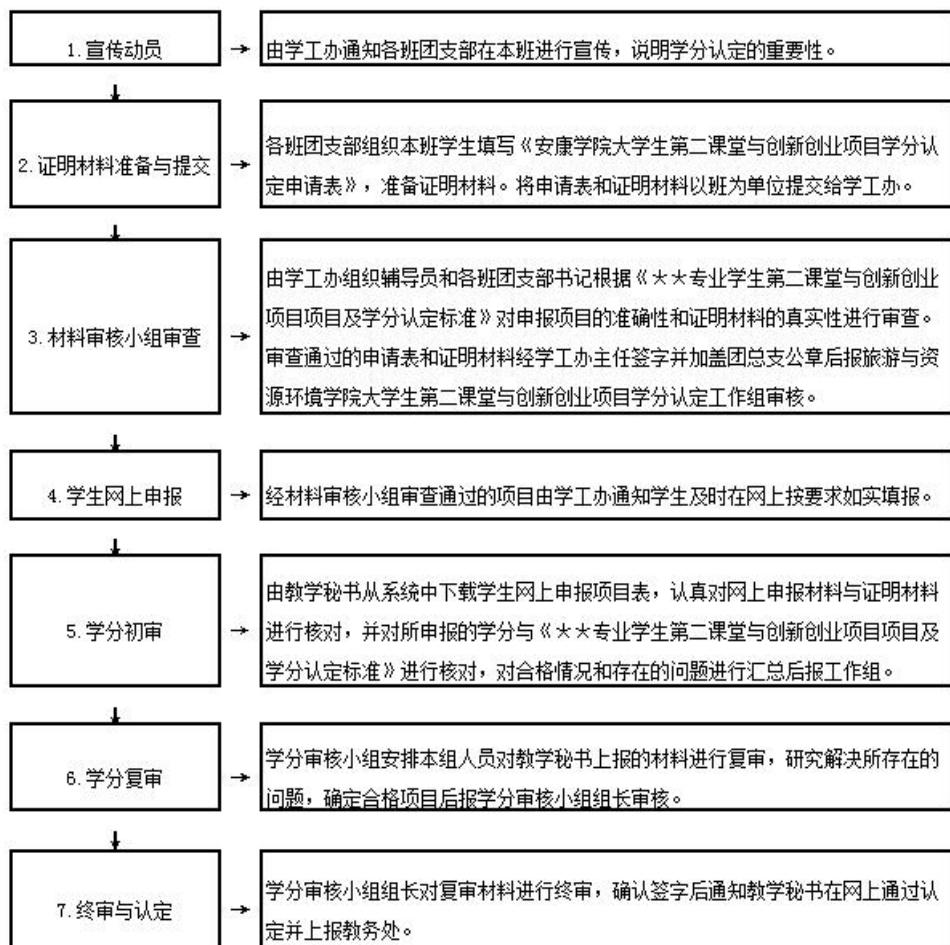 1.宣传动员
→
由学工办通知各班团支部在本班进行宣传，说明学分认定的重要性。
2.证明材料准备与提交
→
各班团支部组织本班学生填写《安康学院大学生第二课堂与创新创业项目学分认
定申请表》，准备证明材料。将申请表和证明材料以班为单位提交给学工办。
3.材料审核小组审查
→
由学工办组织辅导员和各班团支部书记根据《＊＊专业学生第二课堂与创新创业
项目项目及学分认定标准》对申报项目的准确性和证明材料的真实性进行审查。
审查通过的申请表和证明材料经学工办主任签字并加盖团总支公章后报旅游与资
源环境学院大学生第二课堂与创新创业项目学分认定工作组审核。
4.学生网上申报
→
经材料审核小组审查通过的项目由学工办通知学生及时在网上按要求如实填报。
5.学分初审
→
由教学秘书从系统中下载学生网上申报项目表，认真对网上申报材料与证明材料
进行核对，并对所申报的学分与《＊＊专业学生第二课堂与创新创业项目项目及
学分认定标准》进行核对，对合格情况和存在的问题进行汇总后报工作组。
6.学分复审
→
学分审核小组安排本组人员对教学秘书上报的材料进行复审，研究解决所存在的
问题，确定合格项目后报学分审核小组组长审核。
7.终审与认定
→
学分审核小组组长对复审材料进行终审，确认签字后通知教学秘书在网上通过认
定并上报教务处。